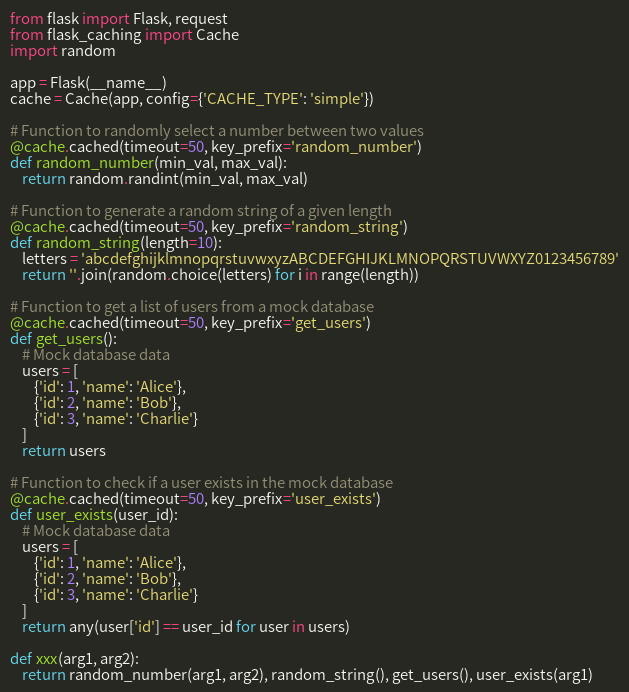 from flask import Flask, request
from flask_caching import Cache
import random

app = Flask(__name__)
cache = Cache(app, config={'CACHE_TYPE': 'simple'})

# Function to randomly select a number between two values
@cache.cached(timeout=50, key_prefix='random_number')
def random_number(min_val, max_val):
    return random.randint(min_val, max_val)

# Function to generate a random string of a given length
@cache.cached(timeout=50, key_prefix='random_string')
def random_string(length=10):
    letters = 'abcdefghijklmnopqrstuvwxyzABCDEFGHIJKLMNOPQRSTUVWXYZ0123456789'
    return ''.join(random.choice(letters) for i in range(length))

# Function to get a list of users from a mock database
@cache.cached(timeout=50, key_prefix='get_users')
def get_users():
    # Mock database data
    users = [
        {'id': 1, 'name': 'Alice'},
        {'id': 2, 'name': 'Bob'},
        {'id': 3, 'name': 'Charlie'}
    ]
    return users

# Function to check if a user exists in the mock database
@cache.cached(timeout=50, key_prefix='user_exists')
def user_exists(user_id):
    # Mock database data
    users = [
        {'id': 1, 'name': 'Alice'},
        {'id': 2, 'name': 'Bob'},
        {'id': 3, 'name': 'Charlie'}
    ]
    return any(user['id'] == user_id for user in users)

def xxx(arg1, arg2):
    return random_number(arg1, arg2), random_string(), get_users(), user_exists(arg1)